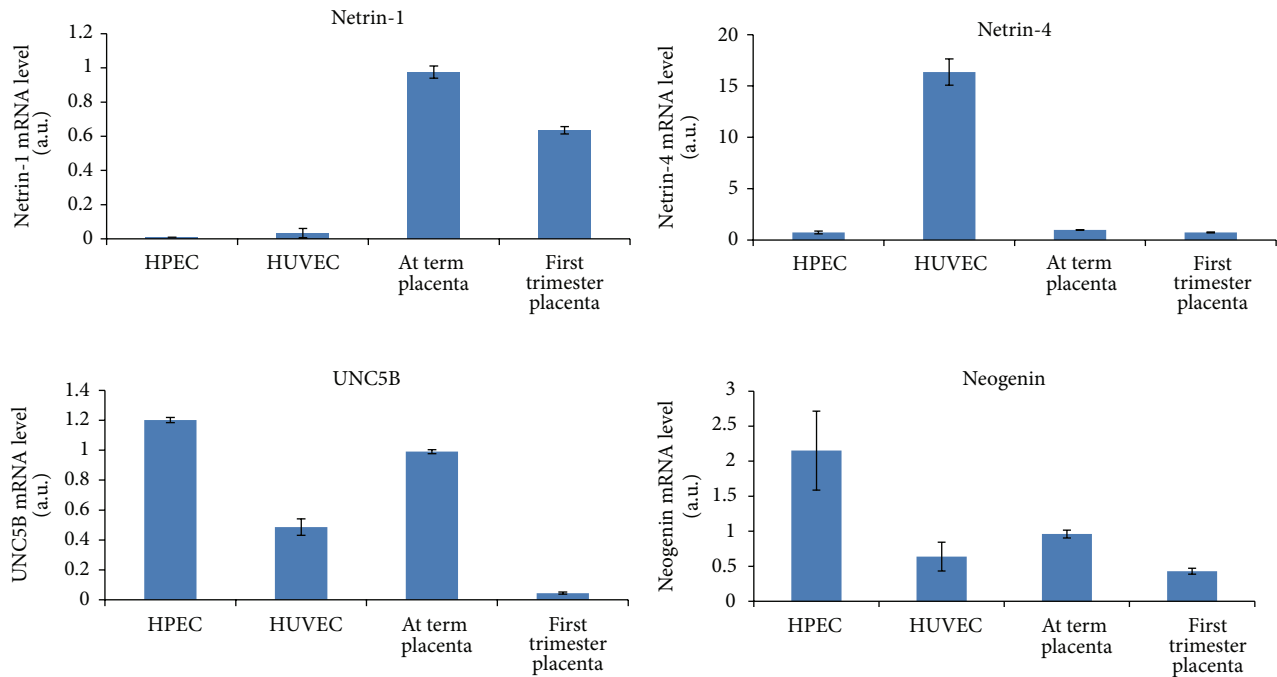 Netrin-1
Netrin-1 mRNA level
(a.u.)
1.2
1
0.8
0.6
0.4
0.2
0
HPEC
HUVEC
At term
placenta
First
trimester
placenta
Netrin-4
Netrin-4 mRNA level
(a.u.)
20
15
10
5
0
HPEC
HUVEC
At term
placenta
First
trimester
placenta
UNC5B
UNC5B mRNA level
(a.u.)
1.4
1.2
1
0.8
0.6
0.4
0.2
0
HPEC
HUVEC
At term
placenta
First
trimester
placenta
Neogenin
Neogenin mRNA level
(a.u.)
3
2.5
2
1.5
1
0.5
0
HPEC
HUVEC
At term
placenta
First
trimester
placenta